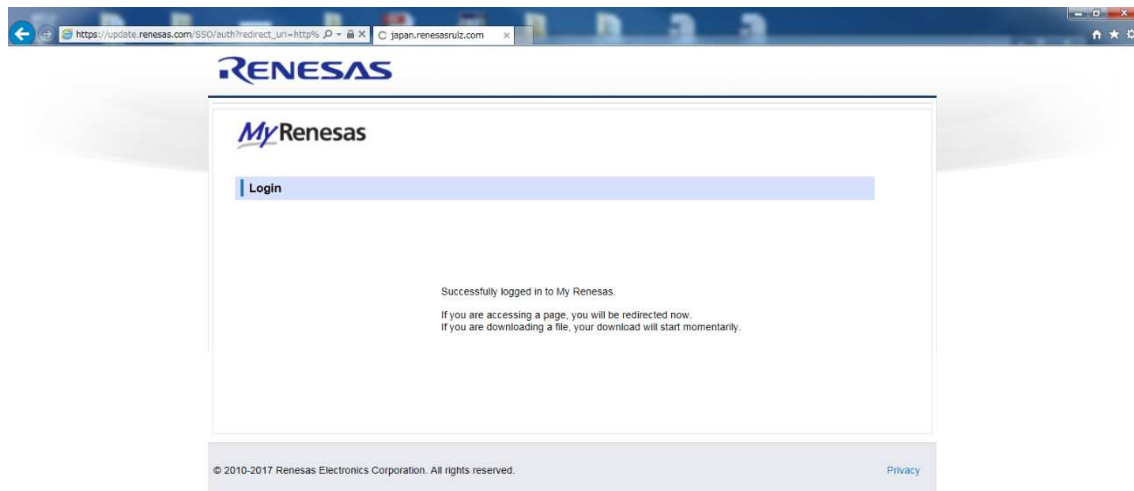 https://update.renesas.com/SSO/auth?redirect_uri=http%
japan.renesasrulz.com
RENESAS
MyRenesas
Login
Successfully logged in to My Renesas.
If you are accessing a page, you will be redirected now.
If you are downloading a file, your download will start momentarily.
© 2010-2017 Renesas Electronics Corporation. All rights reserved.
Privacy